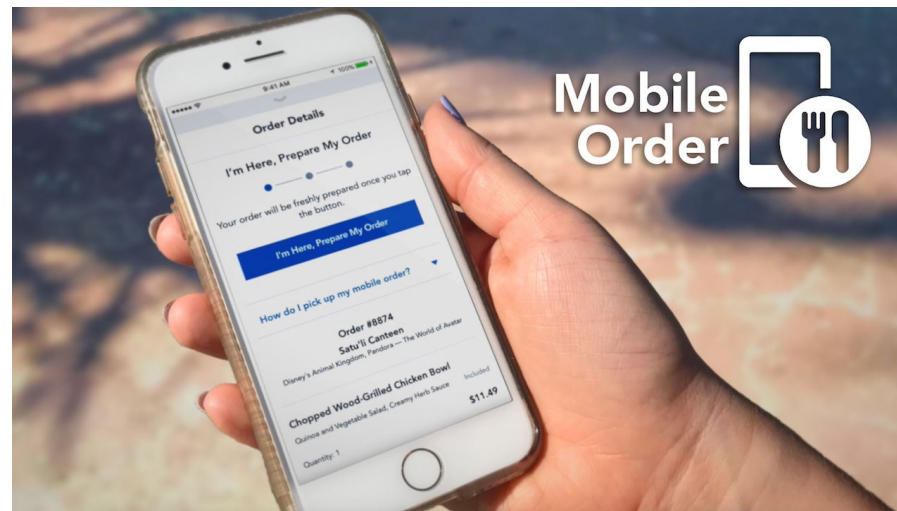 Mobile
Order
9:41 AM
100%
Order Details
I'm Here, Prepare My Order
Your order will be freshly prepared once you tap
the button.
I'm Here, Prepare My Order
How do I pick up my mobile order?
Order #8874
Satu'li Canteen
Disney's Animal Kingdom, Pandora — The World of Avatar
Chopped Wood-Grilled Chicken Bowl
Included
Quinoa and Vegetable Salad, Creamy Herb Sauce
$11.49
Quantity: 1